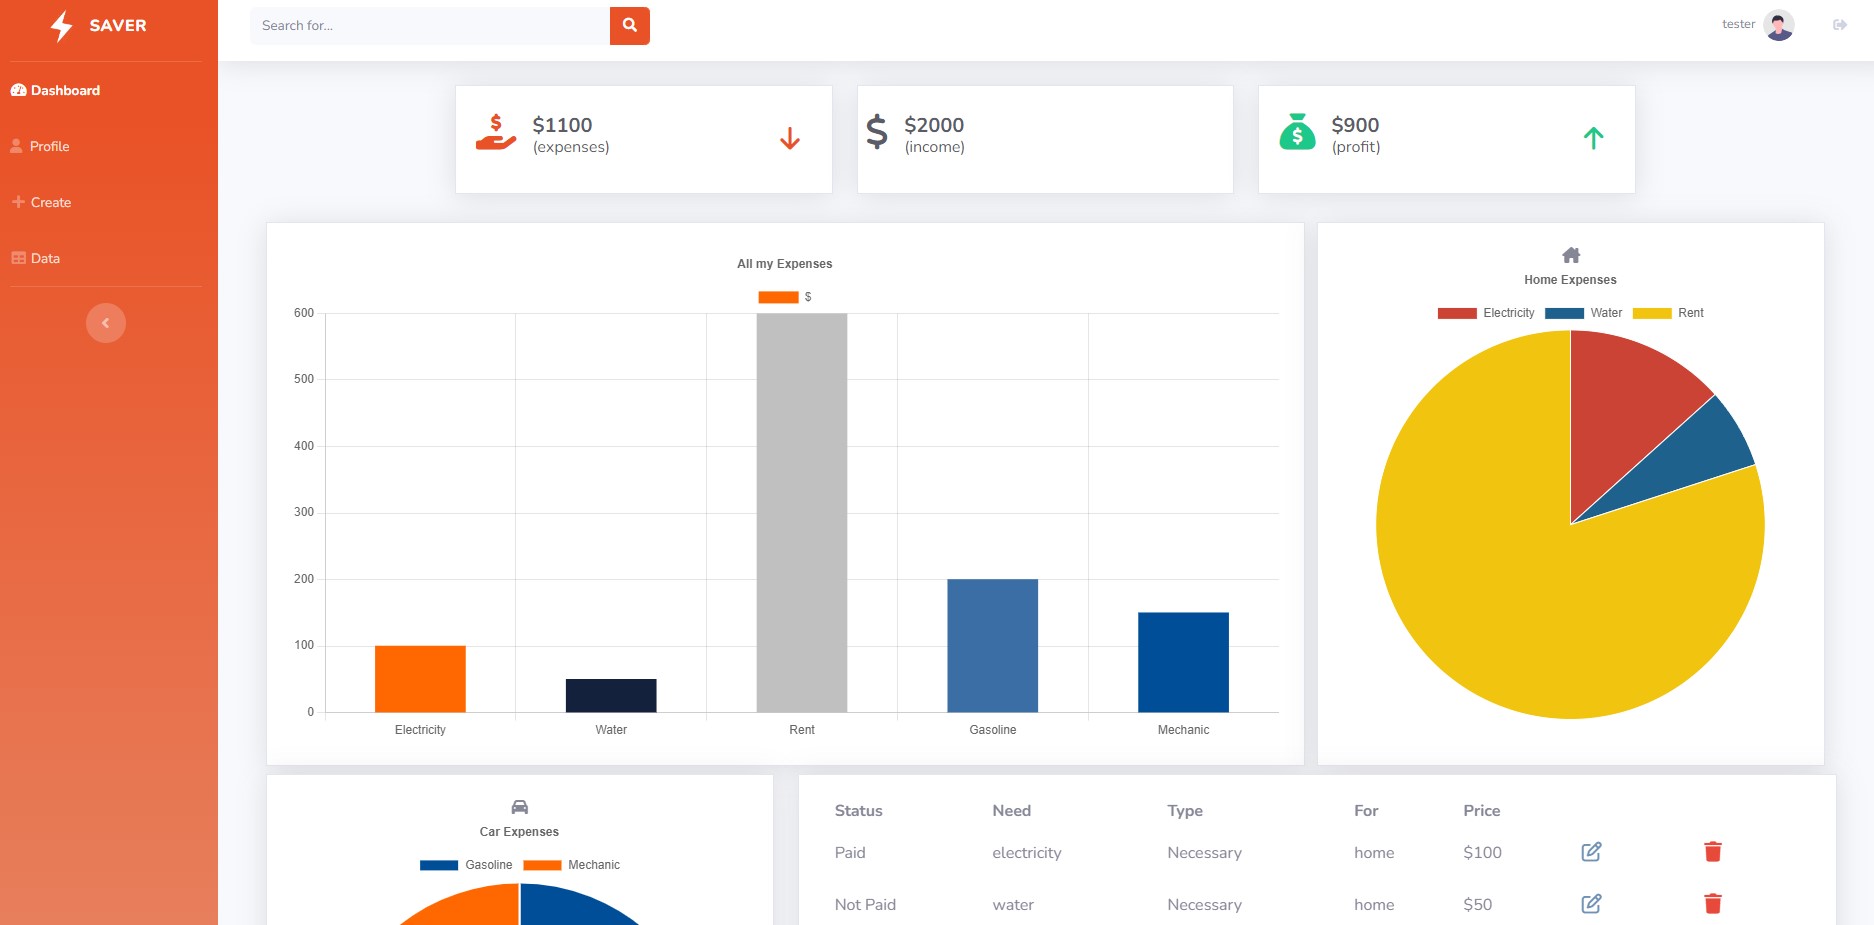 SAVER
Search for...
tester
Dashboard
Profile
Create
Data
$1100
(expenses)
$2000
(income)
$900
(profit)
All my Expenses
$
600
500
400
300
200
100
0
Electricity Water Rent Gasoline Mechanic
Home Expenses
Electricity Water Rent
Car Expenses
Gasoline Mechanic
Status Need Type For Price
Paid electricity Necessary home $100
Not Paid water Necessary home $50